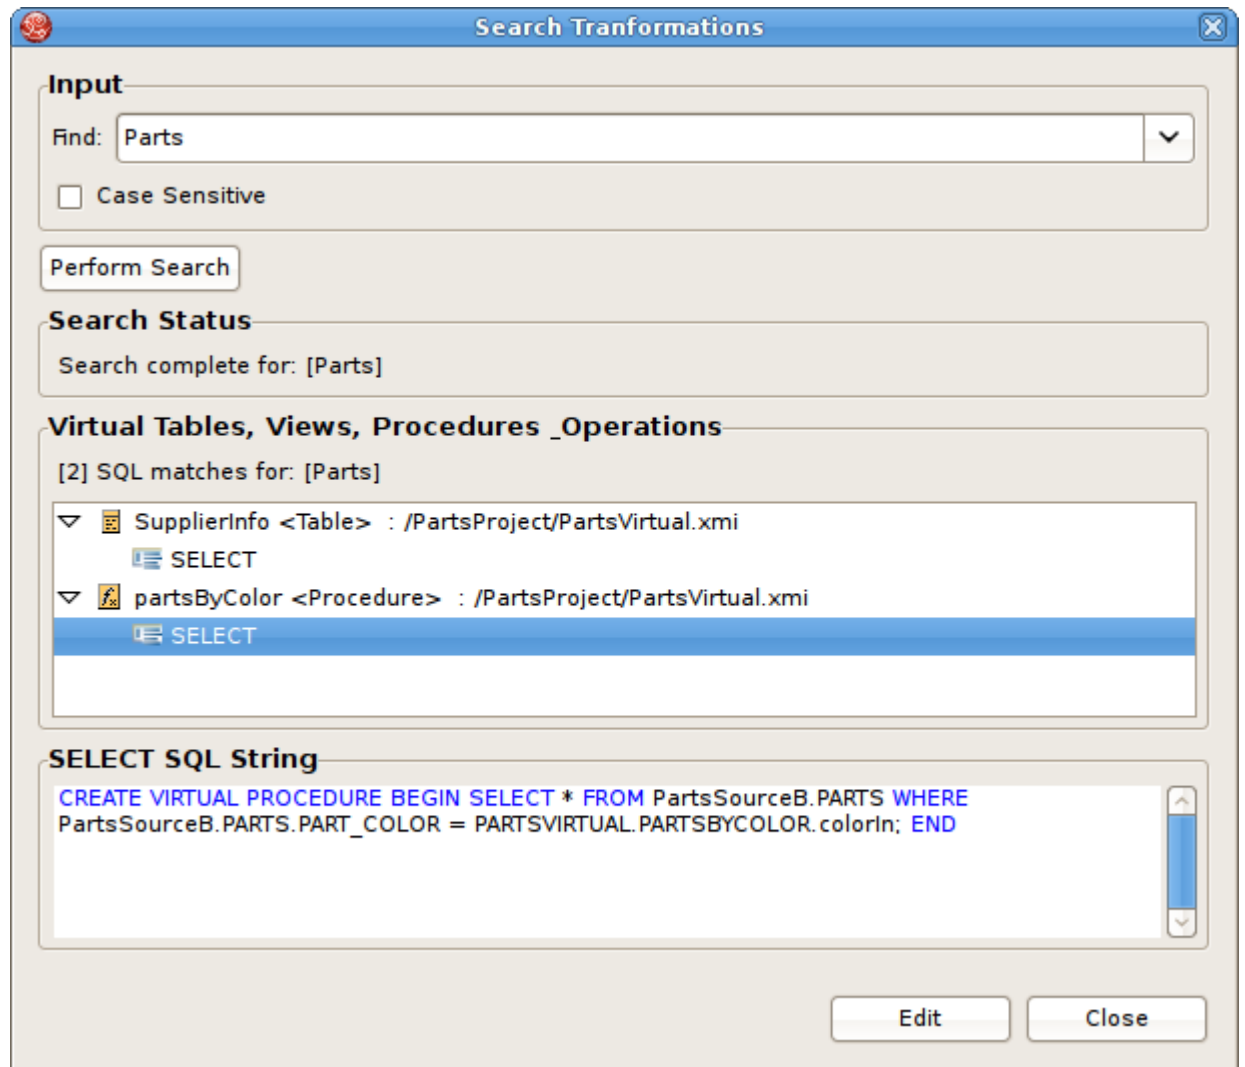 Search Tranformations
Input
Find: Parts
Case Sensitive
Perform Search
Search Status
Search complete for: [Parts]
Virtual Tables, Views, Procedures _Operations
[2] SQL matches for: [Parts]
SupplierInfo <Table> : /PartsProject/PartsVirtual.xmi
SELECT
partsByColor <Procedure> : /PartsProject/PartsVirtual.xmi
SELECT
SELECT SQL String
CREATE VIRTUAL PROCEDURE BEGIN SELECT * FROM PartsSourceB.PARTS WHERE
PartsSourceB.PARTS.PART_COLOR = PARTSVIRTUAL.PARTSBYCOLOR.colorIn; END
Edit Close